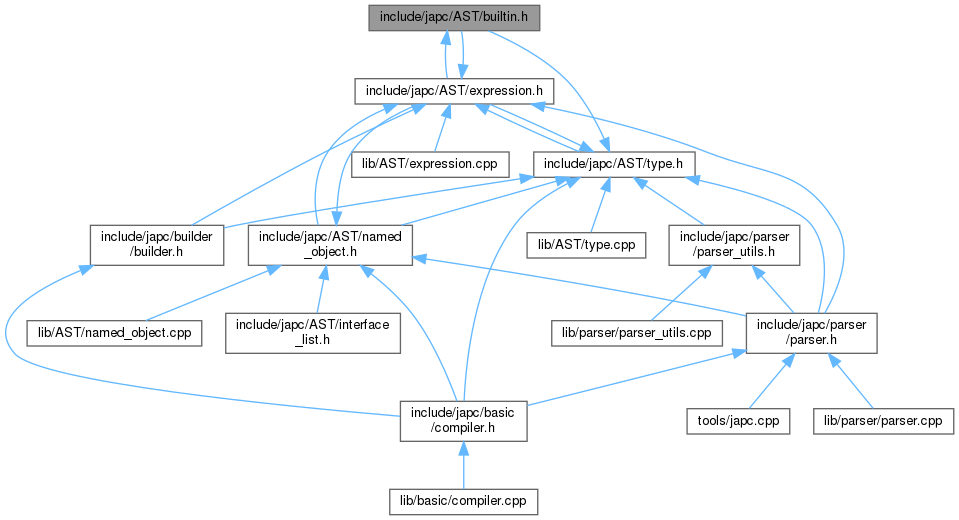 include/japc/AST/builtin.h
include/japc/AST/expression.h
lib/AST/expression.cpp
include/japc/AST/type.h
include/japc/builder
/builder.h
include/japc/AST/named
_object.h
lib/AST/type.cpp
include/japc/parser
/parser_utils.h
lib/AST/named_object.cpp
include/japc/AST/interface
_list.h
lib/parser/parser_utils.cpp
include/japc/parser
/parser.h
include/japc/basic
/compiler.h
tools/japc.cpp
lib/parser/parser.cpp
lib/basic/compiler.cpp